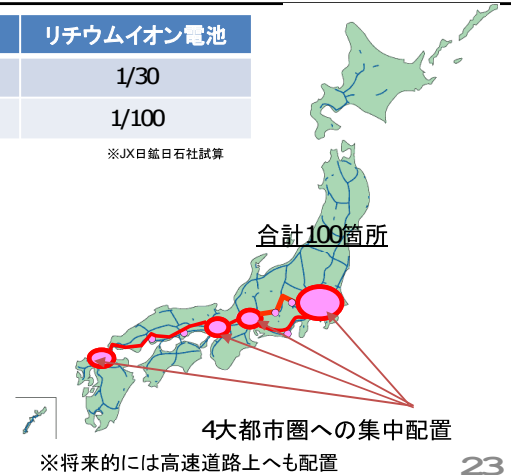 リチウムイオン電池
1/30
1/100
※JX日鉱日石社試算
合計100箇所
4大都市圏への集中配置
※将来的には高速道路上へも配置
23